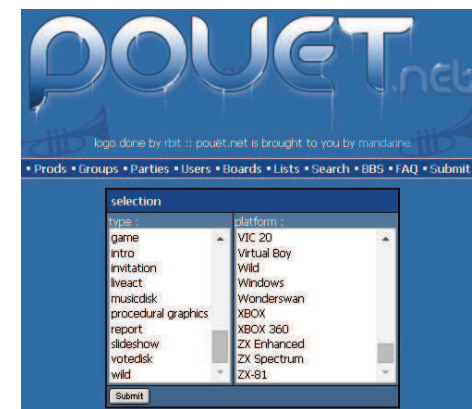 POUET.net
logo done by rbit :: pouët.net is brought to you by mandarine
▪ Prods ▪ Groups ▪ Parties ▪ Users ▪ Boards ▪ Lists ▪ Search ▪ BBS ▪ FAQ ▪ Submit
selection
type :
game
intro
invitation
liveact
musicdisk
procedural graphics
report
slideshow
votedisk
wild
platform :
VIC 20
Virtual Boy
Wild
Windows
Wonderswan
XBOX
XBOX 360
ZX Enhanced
ZX Spectrum
ZX-81
Submit